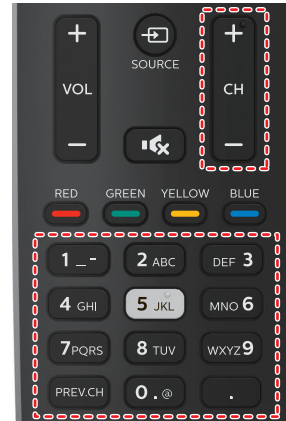 + +
SOURCE
VOL CH
– –
RED GREEN YELLOW BLUE
1 _ - 2 ABC DEF 3
4 GHI 5 JKL MNO 6
7PQRS 8 TUV WXYZ9
PREV.CH 0 . @ .